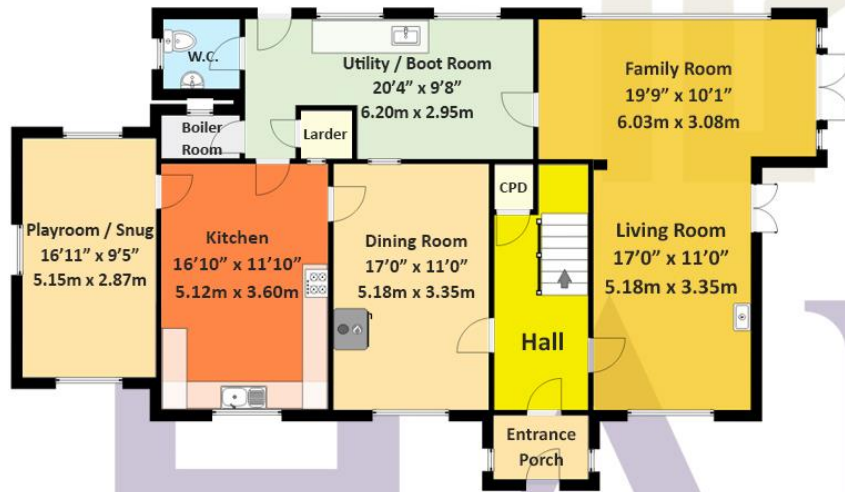 W.C.
Utility / Boot Room
20'4" x 9'8"
6.20m x 2.95m
Family Room
19'9" x 10'1"
6.03m x 3.08m
Boiler
Room
Larder
Playroom / Snug
16'11" x 9'5"
5.15m x 2.87m
Kitchen
16'10" x 11'10"
5.12m x 3.60m
Dining Room
17'0" x 11'0"
5.18m x 3.35m
CPD
Hall
Living Room
17'0" x 11'0"
5.18m x 3.35m
Entrance
Porch